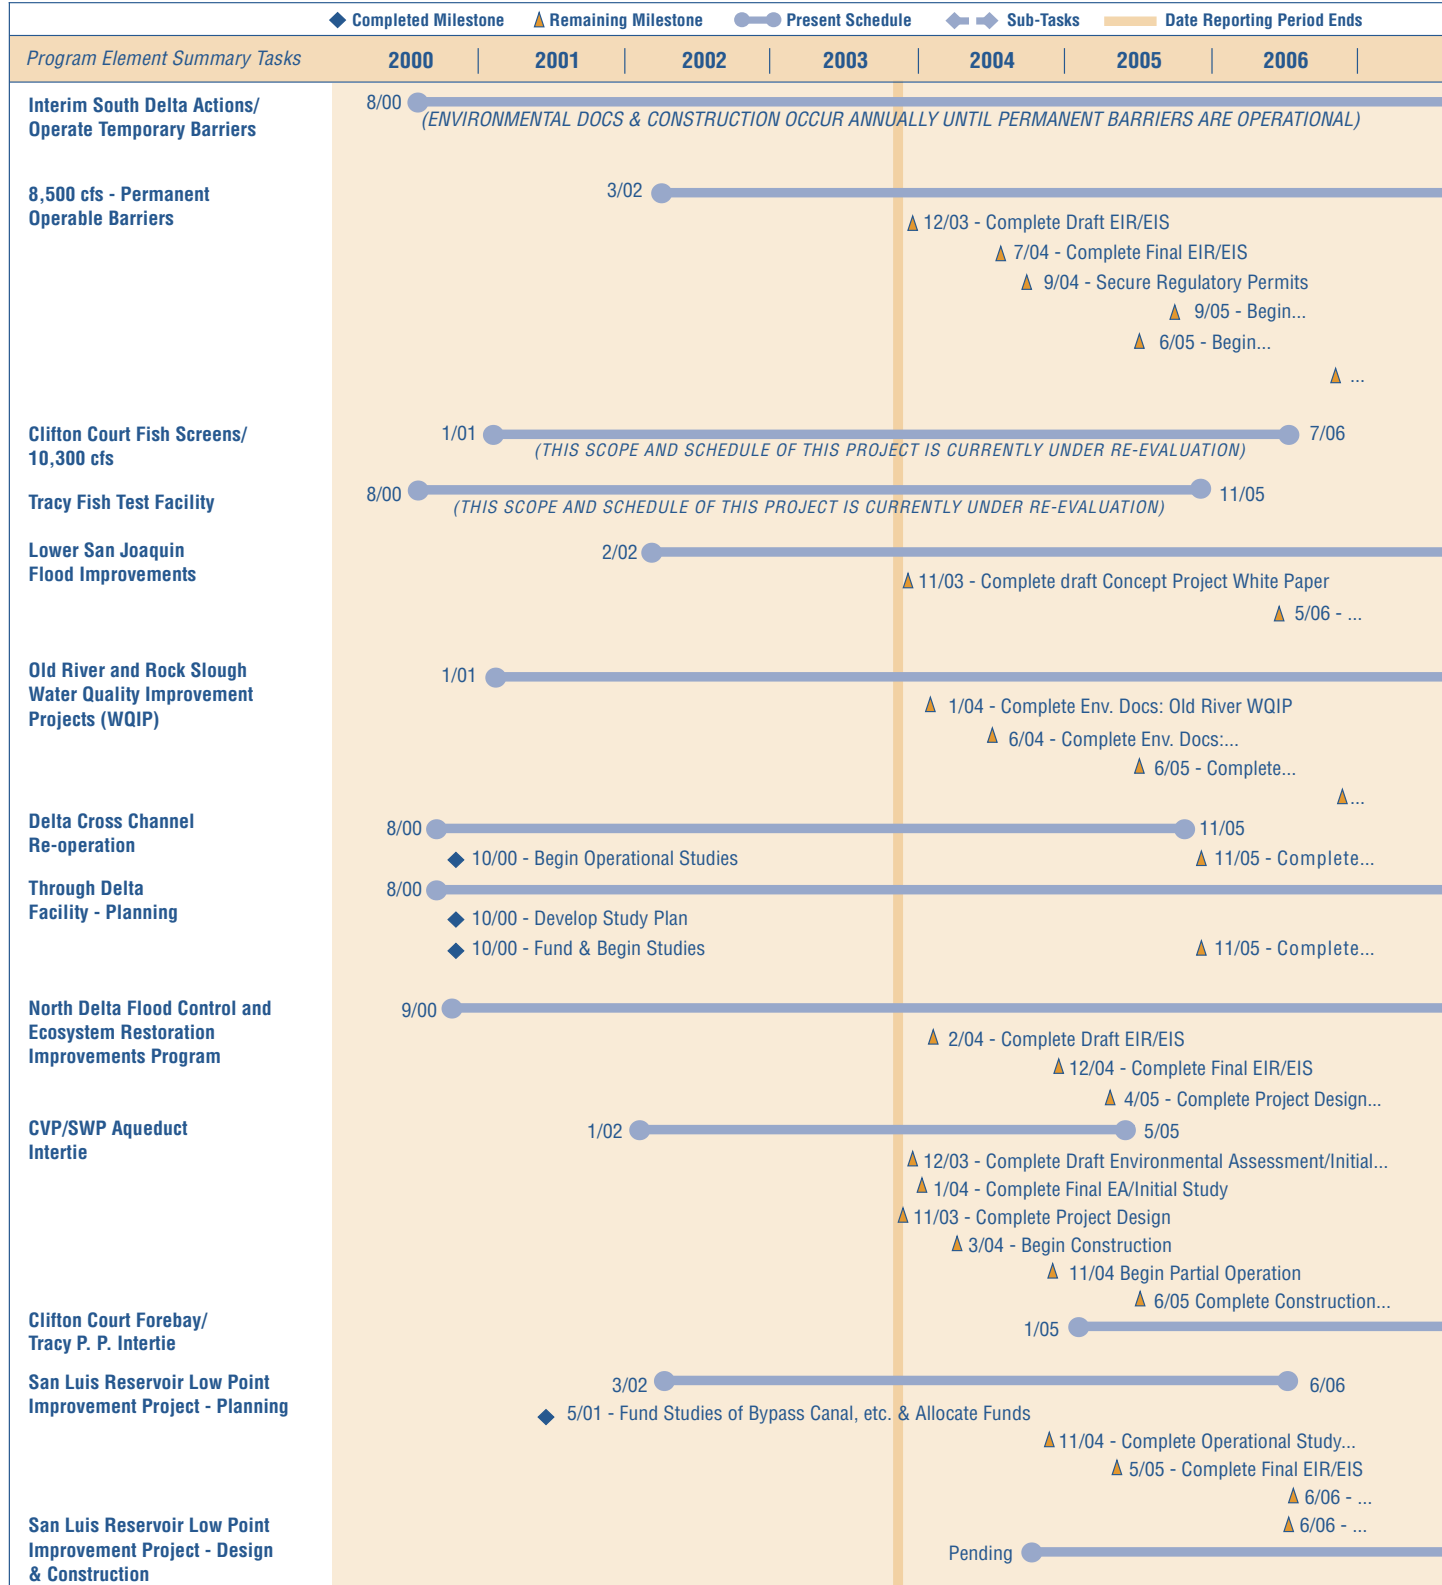 Completed Milestone Remaining Milestone Present Schedule Sub-Tasks Date Reporting Period Ends
Program Element Summary Tasks 2000 2001 2002 2003 2004 2005 2006
Interim South Delta Actions/
Operate Temporary Barriers
8/00
(ENVIRONMENTAL DOCS & CONSTRUCTION OCCUR ANNUALLY UNTIL PERMANENT BARRIERS ARE OPERATIONAL)
8,500 cfs - Permanent
Operable Barriers
3/02
12/03 - Complete Draft EIR/EIS
7/04 - Complete Final EIR/EIS
9/04 - Secure Regulatory Permits
9/05 - Begin...
6/05 - Begin...
...
Clifton Court Fish Screens/
10,300 cfs
1/01 7/06
(THIS SCOPE AND SCHEDULE OF THIS PROJECT IS CURRENTLY UNDER RE-EVALUATION)
Tracy Fish Test Facility
8/00 11/05
(THIS SCOPE AND SCHEDULE OF THIS PROJECT IS CURRENTLY UNDER RE-EVALUATION)
Lower San Joaquin
Flood Improvements
2/02
11/03 - Complete draft Concept Project White Paper
5/06 - ...
Old River and Rock Slough
Water Quality Improvement
Projects (WQIP)
1/01
1/04 - Complete Env. Docs: Old River WQIP
6/04 - Complete Env. Docs:...
6/05 - Complete...
...
Delta Cross Channel
Re-operation
8/00 11/05
10/00 - Begin Operational Studies 11/05 - Complete...
Through Delta
Facility - Planning
8/00
10/00 - Develop Study Plan
10/00 - Fund & Begin Studies 11/05 - Complete...
North Delta Flood Control and
Ecosystem Restoration
Improvements Program
9/00
2/04 - Complete Draft EIR/EIS
12/04 - Complete Final EIR/EIS
4/05 - Complete Project Design...
CVP/SWP Aqueduct
Intertie
1/02 5/05
12/03 - Complete Draft Environmental Assessment/Initial...
1/04 - Complete Final EA/Initial Study
11/03 - Complete Project Design
3/04 - Begin Construction
11/04 Begin Partial Operation
6/05 Complete Construction...
Clifton Court Forebay/
Tracy P. P. Intertie
1/05
San Luis Reservoir Low Point
Improvement Project - Planning
3/02 6/06
5/01 - Fund Studies of Bypass Canal, etc. & Allocate Funds
11/04 - Complete Operational Study...
5/05 - Complete Final EIR/EIS
6/06 - ...
6/06 - ...
San Luis Reservoir Low Point
Improvement Project - Design
& Construction
Pending